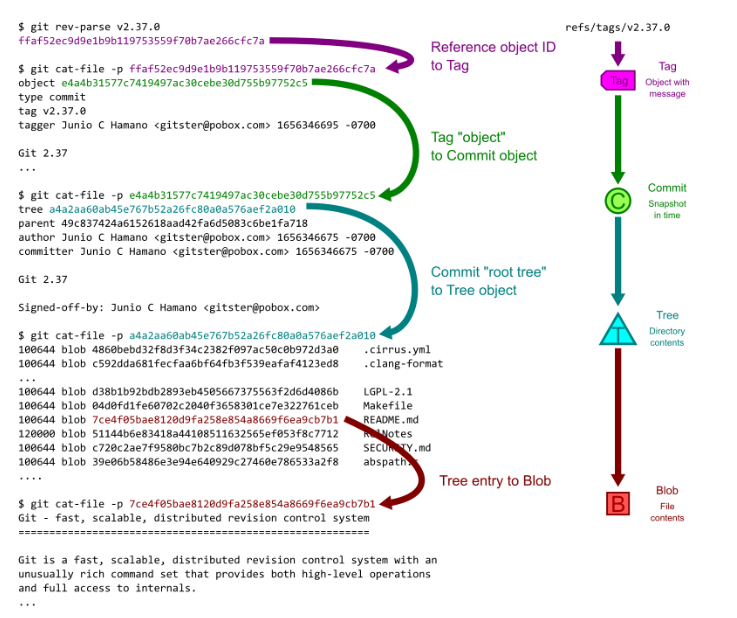 $ git rev-parse v2.37.0
ffaf52ec9d9e1b9b119753559f70b7ae266cfc7a
$ git cat-file -p ffaf52ec9d9e1b9b119753559f70b7ae266cfc7a
object e4a4b31577c7419497ac30cebe30d755b97752c5
type commit
tag v2.37.0
tagger Junio C Hamano <gitster@pobox.com> 1656346695 -0700
Git 2.37
...
$ git cat-file -p e4a4b31577c7419497ac30cebe30d755b97752c5
tree a4a2aa60ab45e767b52a26fc80a0a576aef2a010
parent 49c837424a6152618aad42fa6d5083c6be1fa718
author Junio C Hamano <gitster@pobox.com> 1656346675 -0700
committer Junio C Hamano <gitster@pobox.com> 1656346675 -0700
Git 2.37
Signed-off-by: Junio C Hamano <gitster@pobox.com>
$ git cat-file -p a4a2aa60ab45e767b52a26fc80a0a576aef2a010
100644 blob 4860bebd32f8d3f34c2382f097ac50c0b972d3a0    .cirrus.yml
100644 blob c592dda681fecfaa6bf64fb3f539eafaf4123ed8    .clang-format
...
100644 blob d38b1b92bdb2893eb4505667375563f2d6d4086b    LGPL-2.1
100644 blob 04d0fd1fe60702c2040f3658301ce7e322761ceb    Makefile
100644 blob 7ce4f05bae8120d9fa258e854a8669f6ea9cb7b1    README.md
120000 blob 51144b6e83418a44108511632565ef053f8c7712    RelNotes
100644 blob c720c2ae7f9580bc7b2c89d078bf5c29e9548565    SECURITY.md
100644 blob 39e06b58486e3e94e640929c27460e786533a2f8    abspath.c
....
$ git cat-file -p 7ce4f05bae8120d9fa258e854a8669f6ea9cb7b1
Git - fast, scalable, distributed revision control system
=========================================================
Git is a fast, scalable, distributed revision control system with an
unusually rich command set that provides both high-level operations
and full access to internals.
...
Reference object ID
to Tag
Tag "object"
to Commit object
Commit "root tree"
to Tree object
Tree entry to Blob
refs/tags/v2.37.0
Tag
Tag
Object with
message
C
Commit
Snapshot
in time
T
Tree
Directory
contents
B
Blob
File
contents